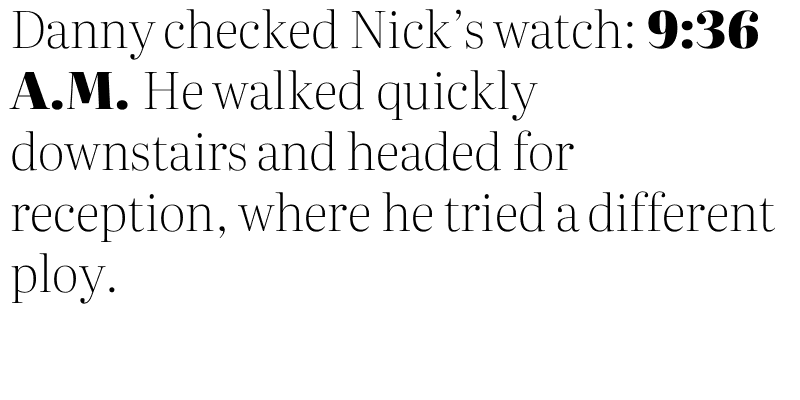 Danny checked Nick’s watch: 9:36
A.M. He walked quickly
downstairs and headed for
reception, where he tried a different
ploy.